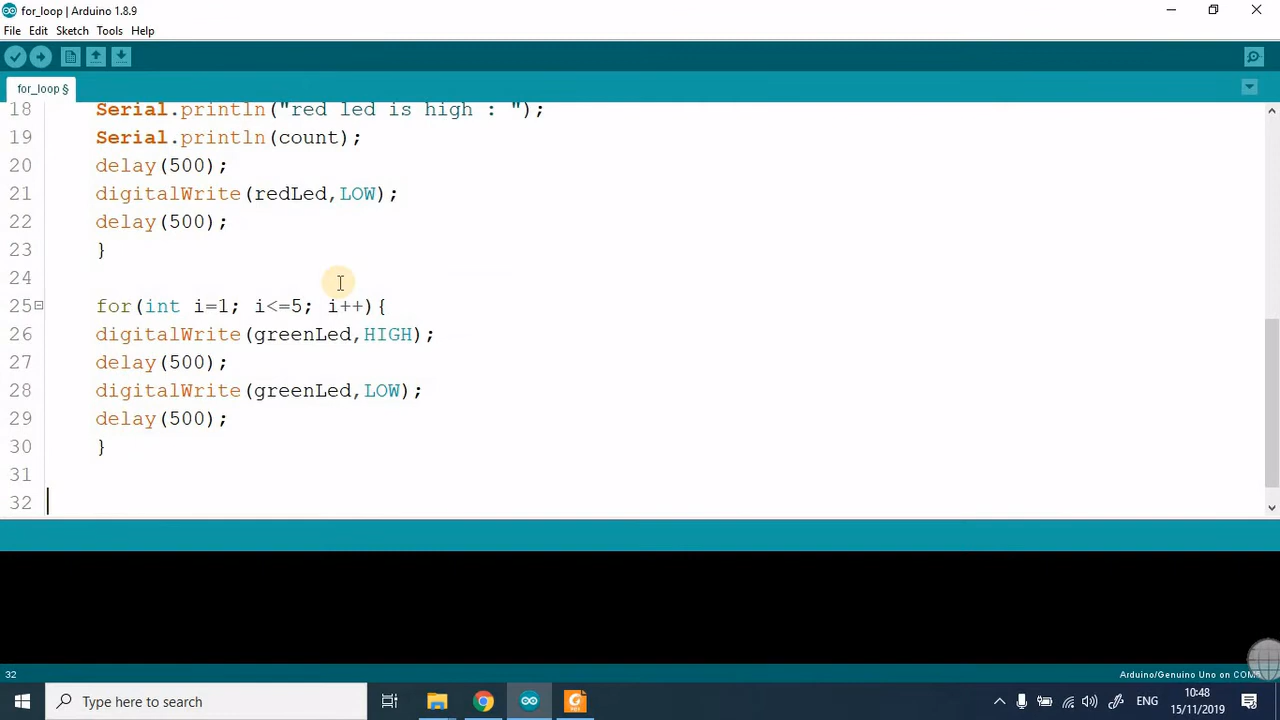 for_loop | Arduino 1.8.9
File Edit Sketch Tools Help
for_loop §
18 Serial.println("red led is high : ");
19 Serial.println(count);
20 delay(500);
21 digitalWrite(redLed,LOW);
22 delay(500);
23 }
24
25 for(int i=1; i<=5; i++){
26 digitalWrite(greenLed,HIGH);
27 delay(500);
28 digitalWrite(greenLed,LOW);
29 delay(500);
30 }
31
32
32 Arduino/Genuino Uno on
Type here to search
ENG
10:48
15/11/2019